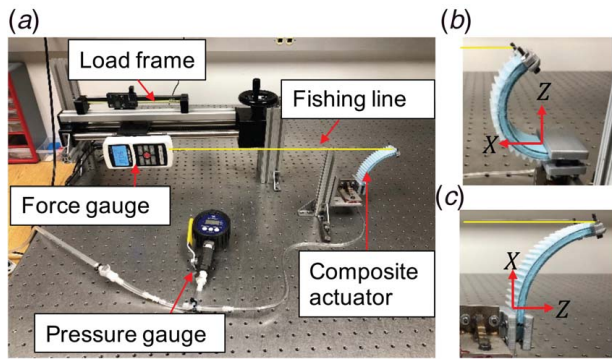 (a)
Load frame
Fishing line
Force gauge
Composite
actuator
Pressure gauge
(b)
Z
X
(c)
X
Z